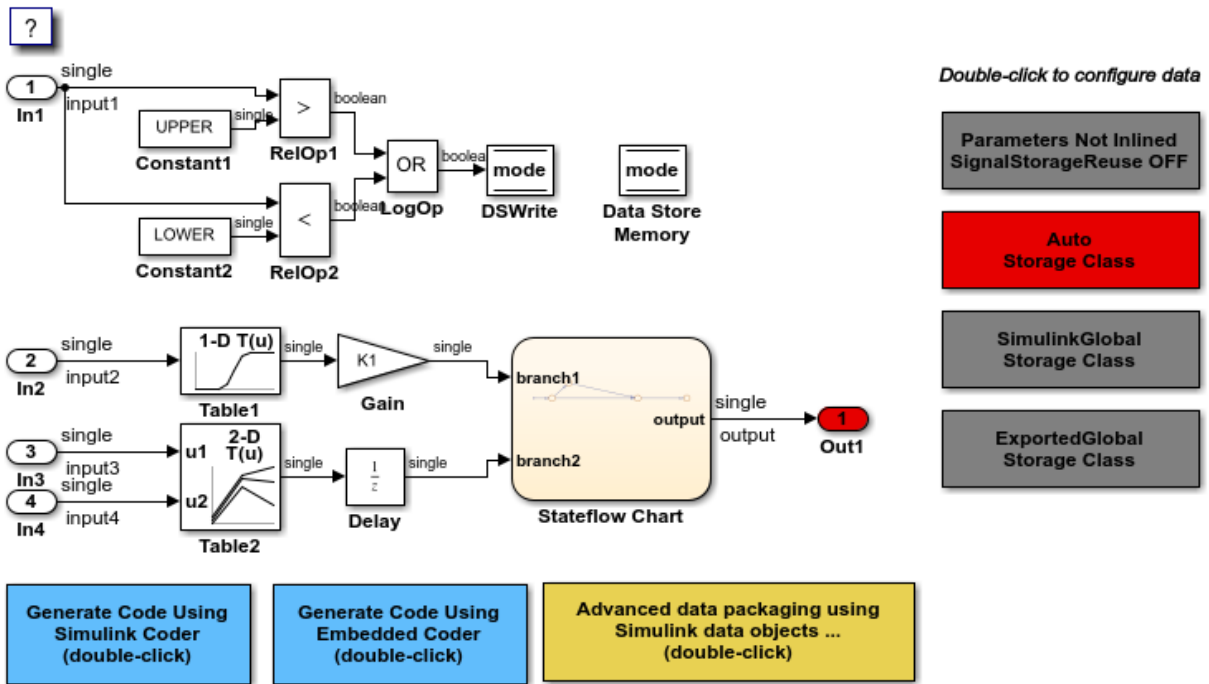 ?
single
1
input1
In1
UPPER
single
Constant1
>
boolean
RelOp1
LOWER
single
Constant2
<
boolean
RelOp2
OR
boolea
LogOp
mode
DSWrite
mode
Data Store
Memory
single
2
input2
In2
1-D T(u)
single
Table1
K1
single
Gain
single
3
input3
In3
single
4
input4
In4
2-D
T(u)
u1
u2
single
Table2
1
z
single
Delay
branch1
branch2
output
Stateflow Chart
single
output
1
Out1
Double-click to configure data
Parameters Not Inlined
SignalStorageReuse OFF
Auto
Storage Class
SimulinkGlobal
Storage Class
ExportedGlobal
Storage Class
Generate Code Using
Simulink Coder
(double-click)
Generate Code Using
Embedded Coder
(double-click)
Advanced data packaging using
Simulink data objects ...
(double-click)